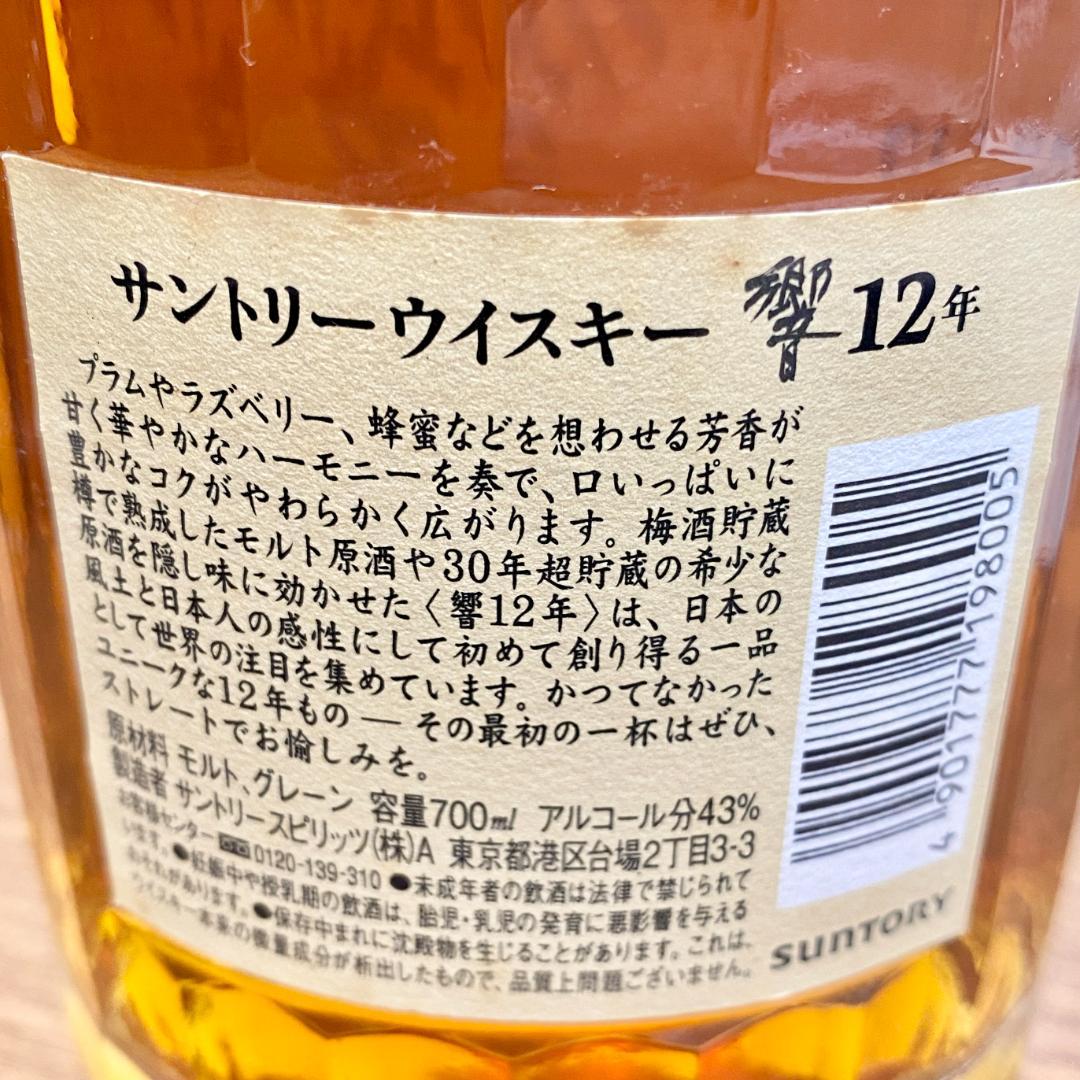 サントリーウイスキー 響 12年
プラムやラズベリー、蜂蜜などを想わせる芳香が
甘く華やかなハーモニーを奏で、口いっぱいに
豊かなコクがやわらかく広がります。梅酒貯蔵
樽で熟成したモルト原酒や30年超貯蔵の希少な
原酒を隠し味に効かせた〈響12年〉は、日本の
風土と日本人の感性にして初めて創り得る一品
として世界の注目を集めています。かつてなかった
ユニークな12年もの ― その最初の一杯はぜひ、
ストレートでお愉しみを。
原材料 モルト、グレーン 容量700ml アルコール分43%
製造者 サントリースピリッツ(株)A 東京都港区台場2丁目3-3
お客様センター 0120-139-310 ●未成年者の飲酒は法律で禁じられて
います。●妊娠中や授乳期の飲酒は、胎児・乳児の発育に悪影響を与える
おそれがあります。●保存中まれに沈殿物を生じることがあります。これは、
ウイスキー本来の微量成分が析出したもので、品質上問題ございません。
4 901777 198005
SUNTORY